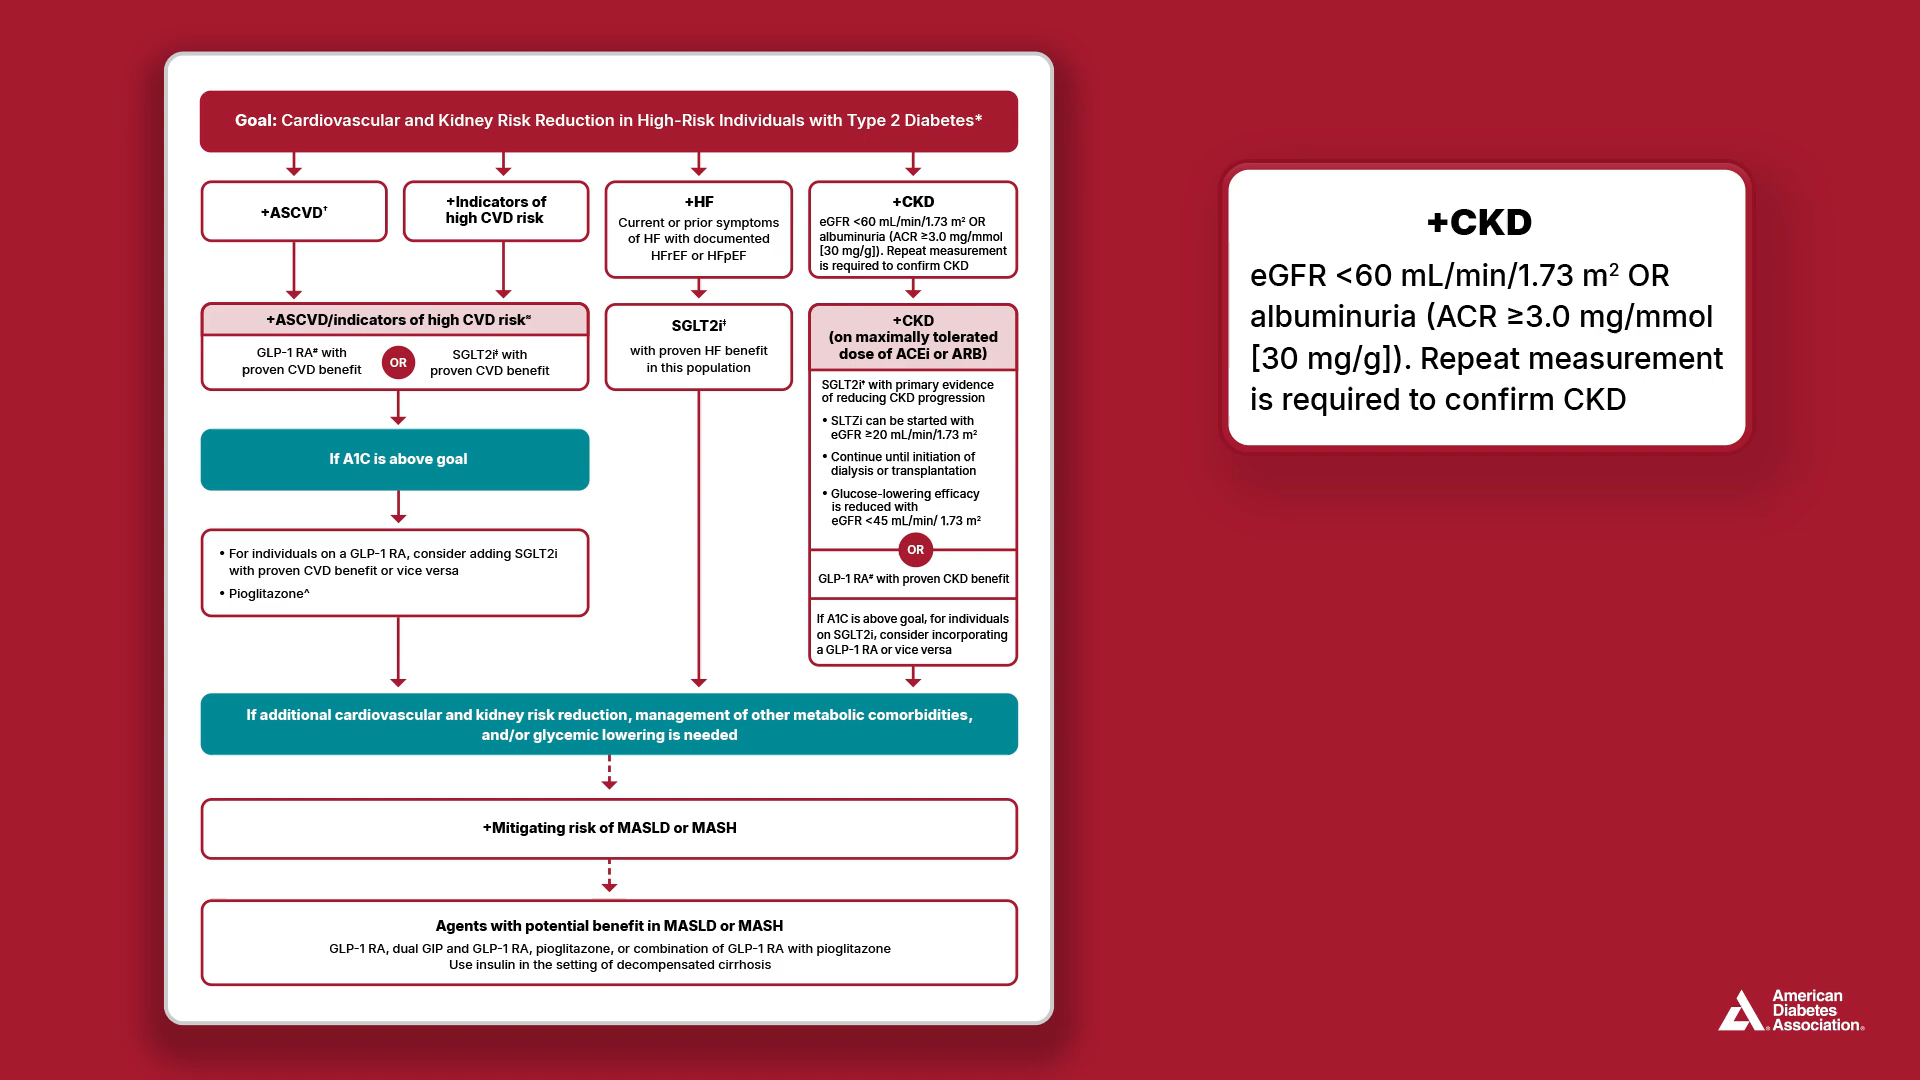 Goal: Cardiovascular and Kidney Risk Reduction in High-Risk Individuals with Type 2 Diabetes*
+ASCVD†
+Indicators of
high CVD risk
+HF
Current or prior symptoms
of HF with documented
HFrEF or HFpEF
+CKD
eGFR <60 mL/min/1.73 m² OR
albuminuria (ACR ≥3.0 mg/mmol
[30 mg/g]). Repeat measurement
is required to confirm CKD
+ASCVD/indicators of high CVD risk≈
GLP-1 RA# with
proven CVD benefit
OR
SGLT2i‡ with
proven CVD benefit
If A1C is above goal
• For individuals on a GLP-1 RA, consider adding SGLT2i
with proven CVD benefit or vice versa
• Pioglitazone^
SGLT2i‡
with proven HF benefit
in this population
+CKD
(on maximally tolerated
dose of ACEi or ARB)
SGLT2i‡ with primary evidence
of reducing CKD progression
• SLTZi can be started with
eGFR ≥20 mL/min/1.73 m²
• Continue until initiation of
dialysis or transplantation
• Glucose-lowering efficacy
is reduced with
eGFR <45 mL/min/ 1.73 m²
OR
GLP-1 RA# with proven CKD benefit
If A1C is above goal, for individuals
on SGLT2i, consider incorporating
a GLP-1 RA or vice versa
If additional cardiovascular and kidney risk reduction, management of other metabolic comorbidities,
and/or glycemic lowering is needed
+Mitigating risk of MASLD or MASH
Agents with potential benefit in MASLD or MASH
GLP-1 RA, dual GIP and GLP-1 RA, pioglitazone, or combination of GLP-1 RA with pioglitazone
Use insulin in the setting of decompensated cirrhosis
+CKD
eGFR <60 mL/min/1.73 m² OR
albuminuria (ACR ≥3.0 mg/mmol
[30 mg/g]). Repeat measurement
is required to confirm CKD
American
Diabetes
Association®